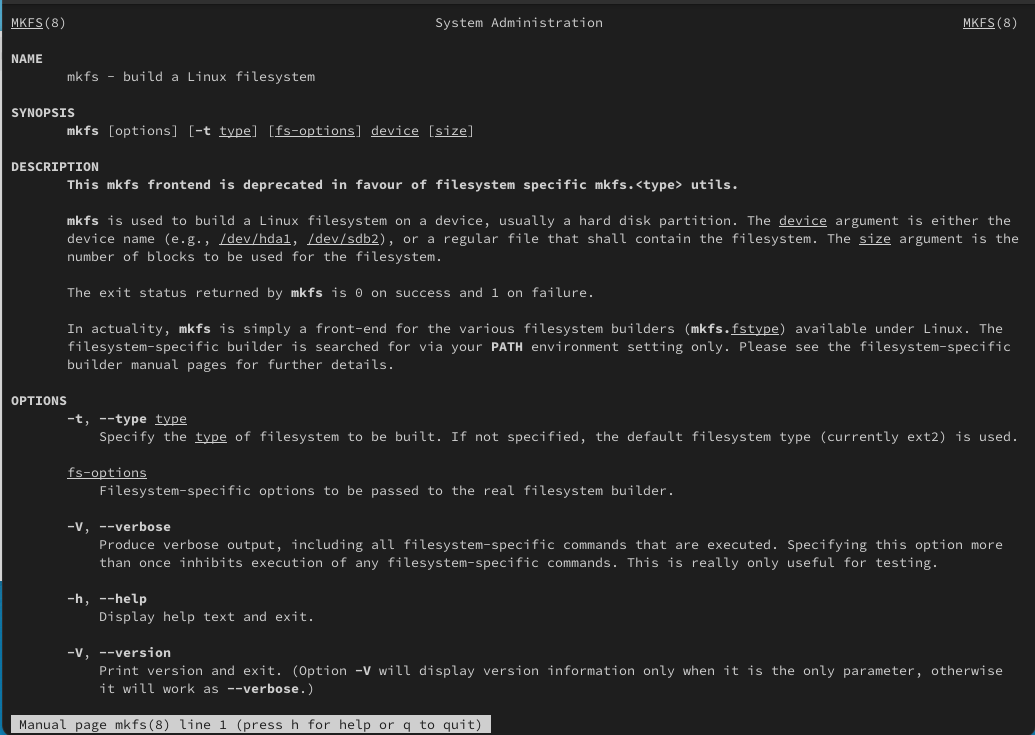 MKFS(8) System Administration MKFS(8)
NAME
mkfs - build a Linux filesystem
SYNOPSIS
mkfs [options] [-t type] [fs-options] device [size]
DESCRIPTION
This mkfs frontend is deprecated in favour of filesystem specific mkfs.<type> utils.
mkfs is used to build a Linux filesystem on a device, usually a hard disk partition. The device argument is either the
device name (e.g., /dev/hda1, /dev/sdb2), or a regular file that shall contain the filesystem. The size argument is the
number of blocks to be used for the filesystem.
The exit status returned by mkfs is 0 on success and 1 on failure.
In actuality, mkfs is simply a front-end for the various filesystem builders (mkfs.fstype) available under Linux. The
filesystem-specific builder is searched for via your PATH environment setting only. Please see the filesystem-specific
builder manual pages for further details.
OPTIONS
-t, --type type
Specify the type of filesystem to be built. If not specified, the default filesystem type (currently ext2) is used.
fs-options
Filesystem-specific options to be passed to the real filesystem builder.
-V, --verbose
Produce verbose output, including all filesystem-specific commands that are executed. Specifying this option more
than once inhibits execution of any filesystem-specific commands. This is really only useful for testing.
-h, --help
Display help text and exit.
-V, --version
Print version and exit. (Option -V will display version information only when it is the only parameter, otherwise
it will work as --verbose.)
Manual page mkfs(8) line 1 (press h for help or q to quit)